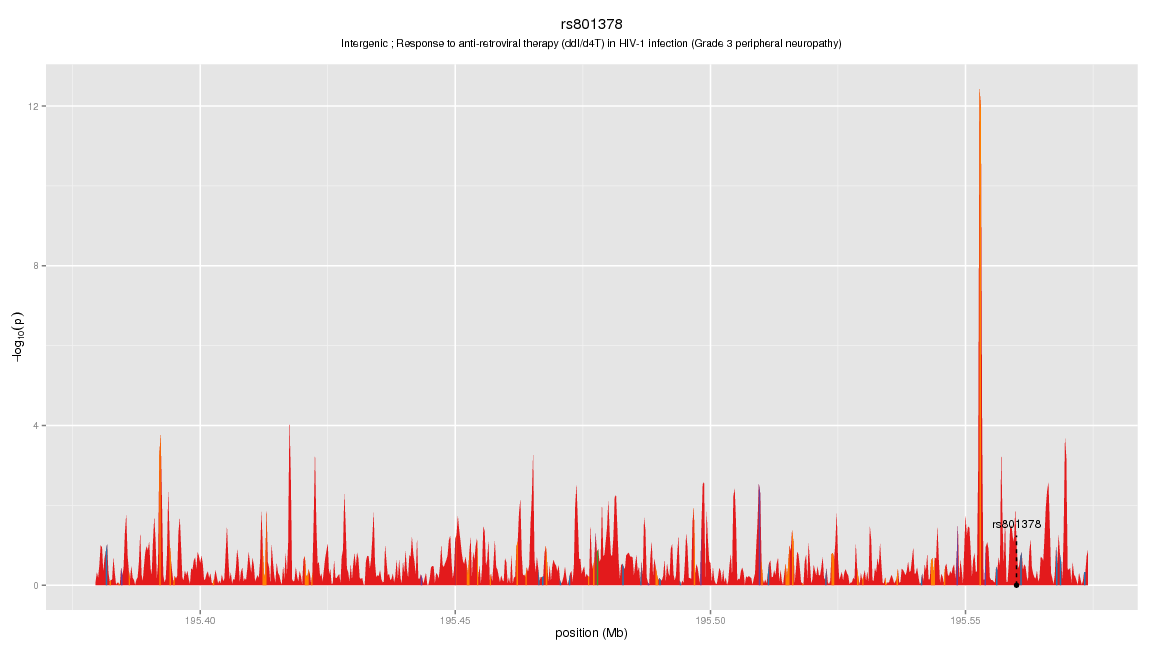 rs801378
Intergenic ; Response to anti-retroviral therapy (ddI/d4T) in HIV-1 infection (Grade 3 peripheral neuropathy)
12
8
−log10(p)
4
rs801378
0
195.40 195.45 195.50 195.55
position (Mb)